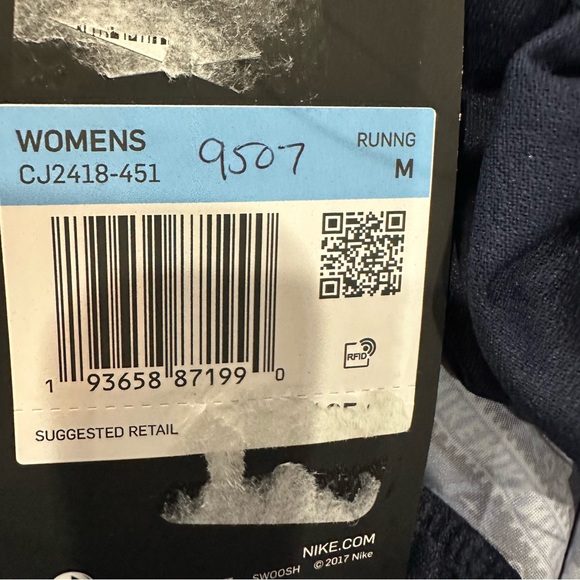 WOMENS 9507 RUNNG
CJ2418-451 M
RFID
1 93658 87199 0
SUGGESTED RETAIL
NIKE.COM
SWOOSH © 2017 Nike